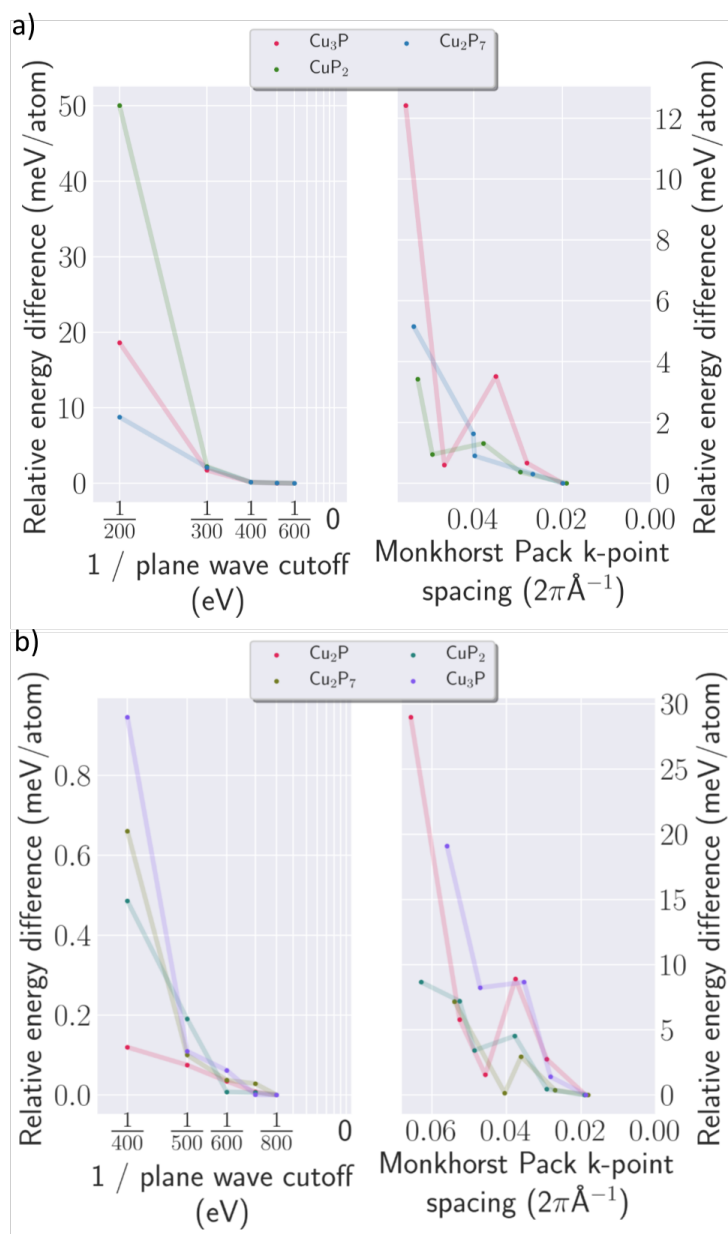 a)
Cu₃P
Cu₂P₇
CuP₂
Relative energy difference (meV/atom)
50
40
30
20
10
0
1/200
1/300
1/400
1/600
0
1 / plane wave cutoff
(eV)
12
10
8
6
4
2
0
Relative energy difference (meV/atom)
0.04
0.02
0.00
Monkhorst Pack k-point
spacing (2πÅ⁻¹)
b)
Cu₂P
CuP₂
Cu₂P₇
Cu₃P
Relative energy difference (meV/atom)
0.8
0.6
0.4
0.2
0.0
1/400
1/500
1/600
1/800
0
1 / plane wave cutoff
(eV)
30
25
20
15
10
5
0
Relative energy difference (meV/atom)
0.06
0.04
0.02
0.00
Monkhorst Pack k-point
spacing (2πÅ⁻¹)